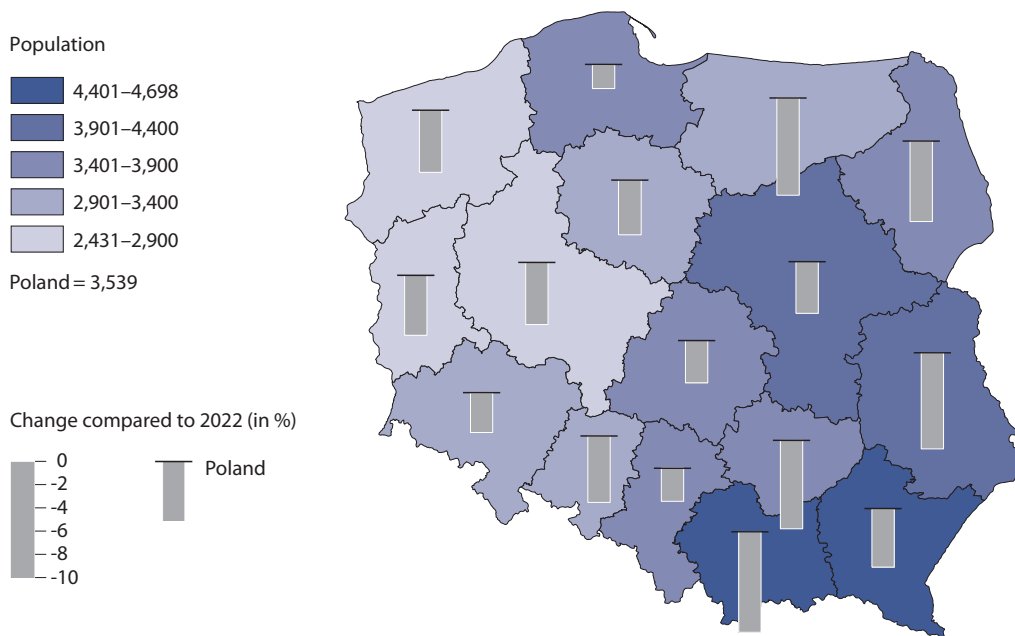 Population
4,401–4,698
3,901–4,400
3,401–3,900
2,901–3,400
2,431–2,900
Poland = 3,539
Change compared to 2022 (in %)
0
-2
-4
-6
-8
-10
Poland